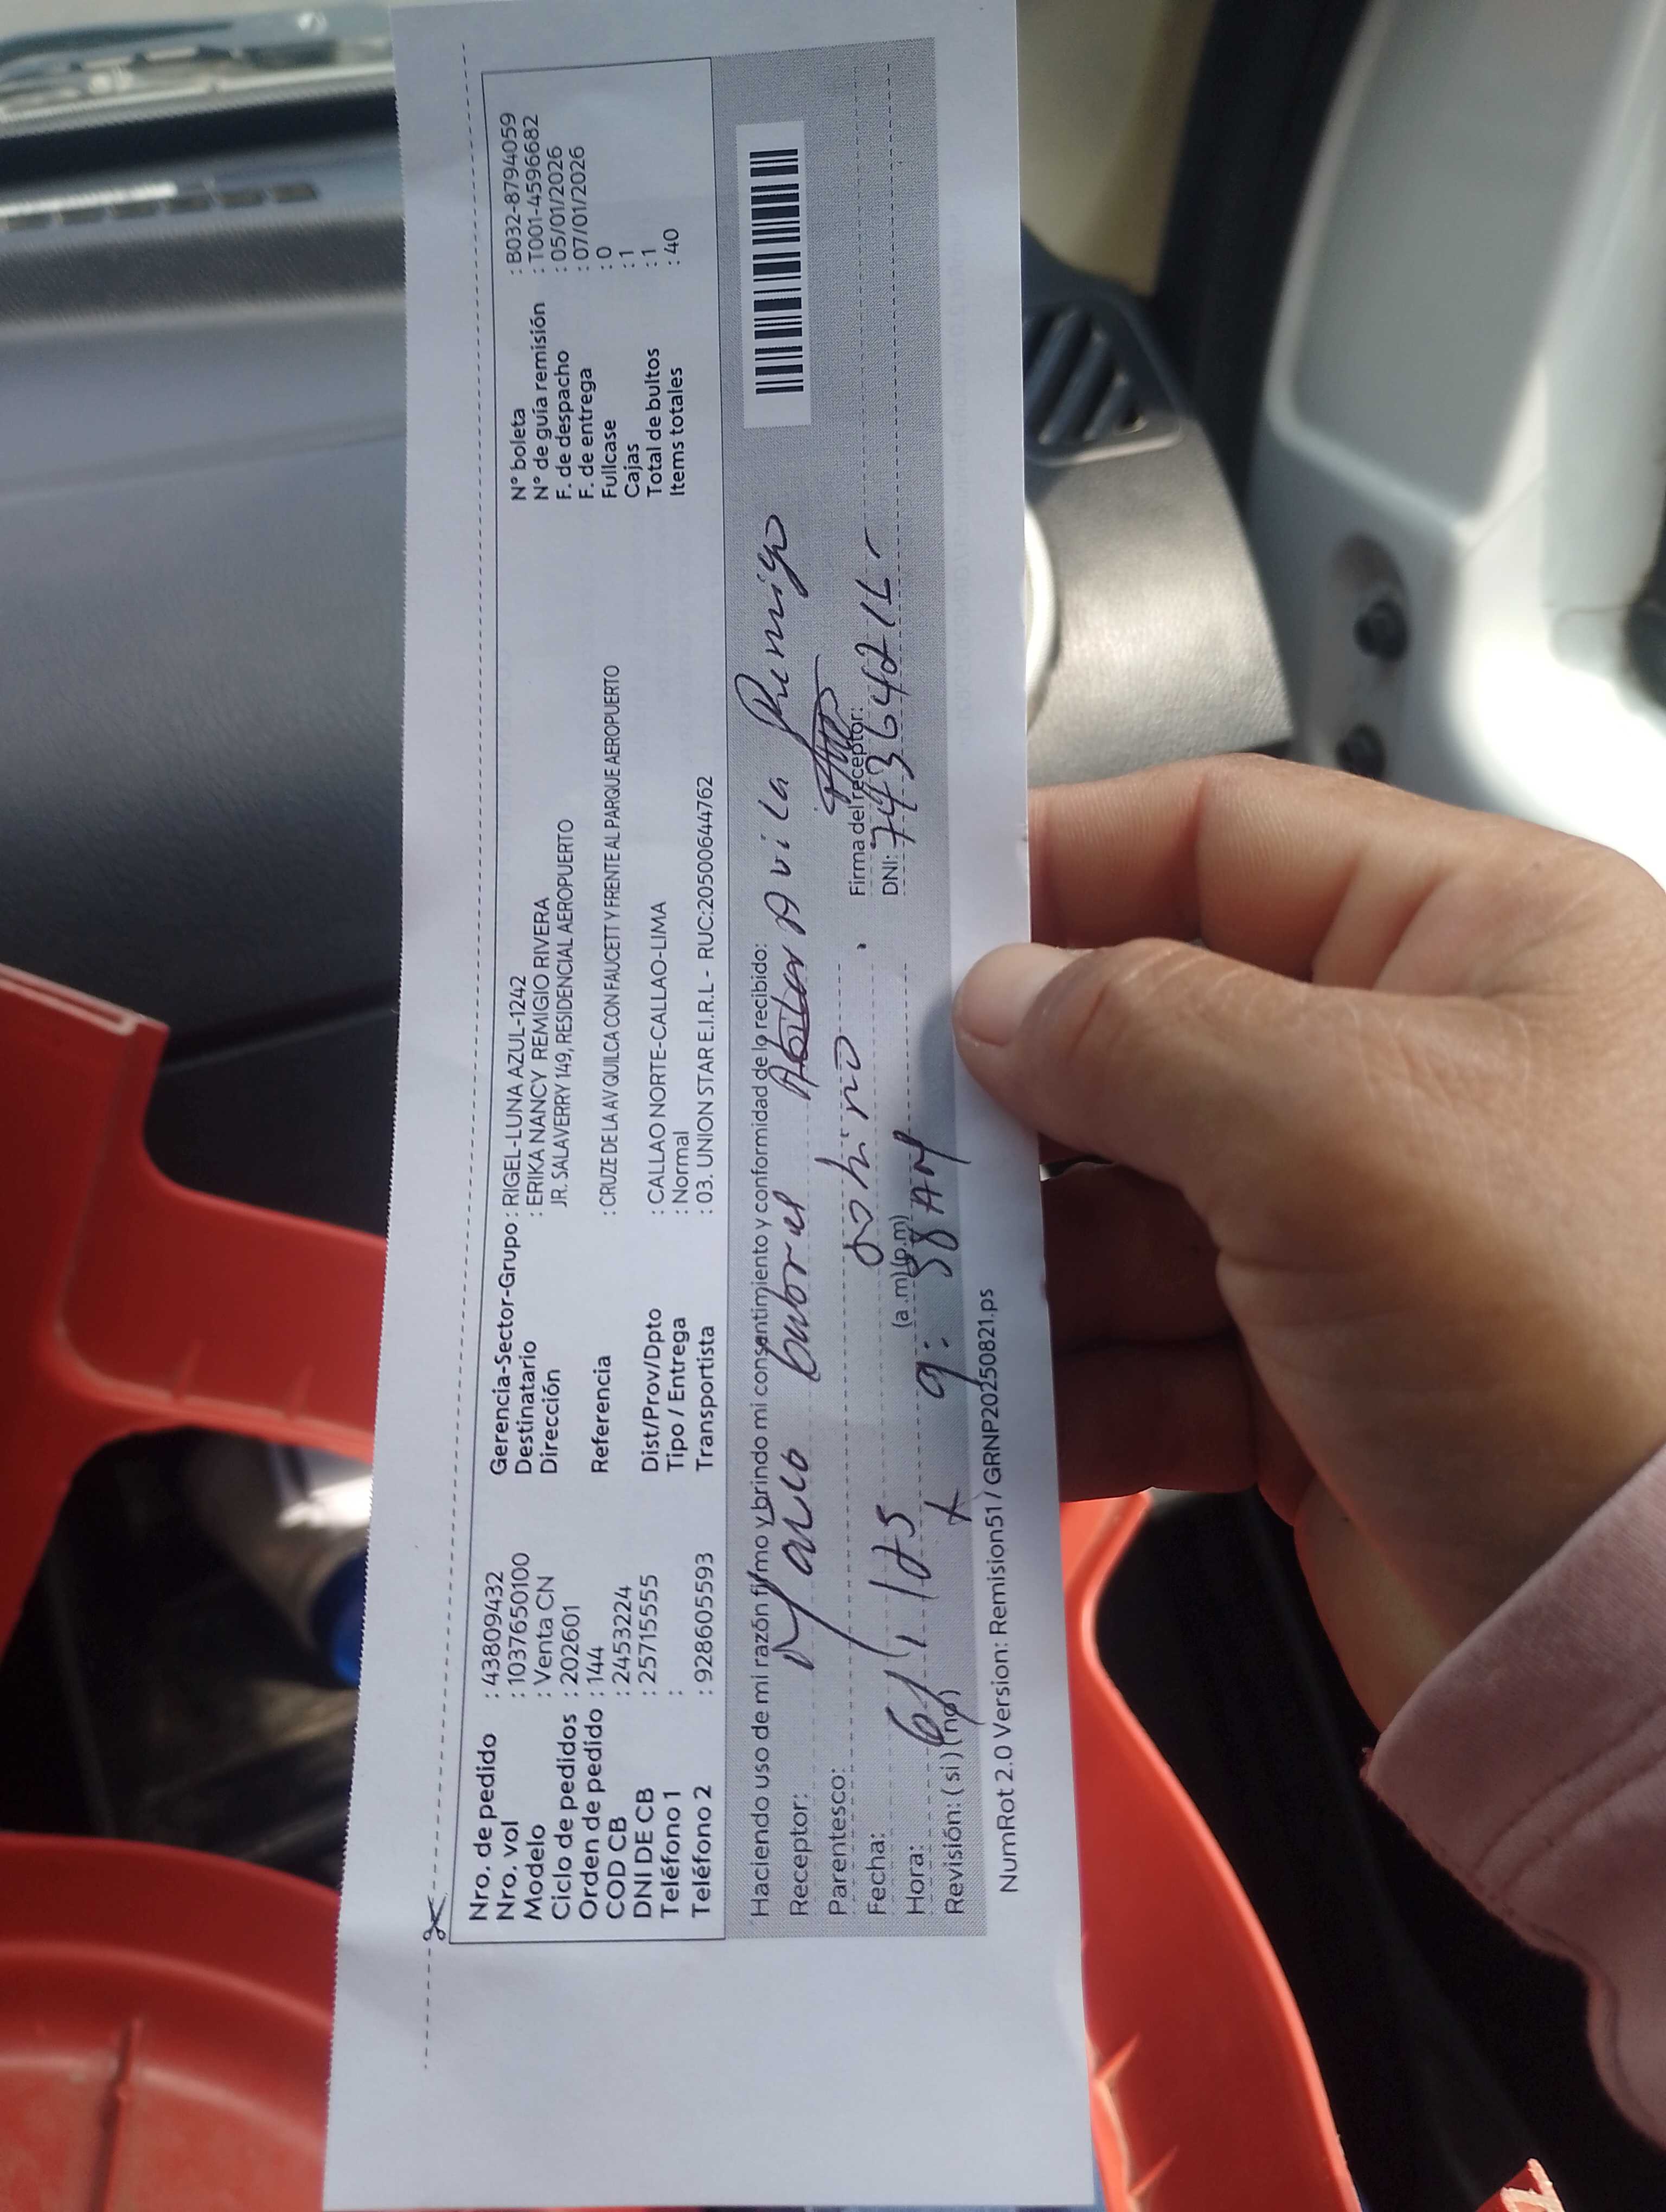 Nro. de pedido : 43809432
Nro. vol : 1037650100
Modelo : Venta CN
Ciclo de pedidos : 202601
Orden de pedido : 144
COD CB : 2453224
DNI DE CB : 25715555
Teléfono 1 :
Teléfono 2 : 928605593
Gerencia-Sector-Grupo : RIGEL-LUNA AZUL-1242
Destinatario : ERIKA NANCY REMIGIO RIVERA
Dirección JR. SALAVERRY 149, RESIDENCIAL AEROPUERTO
Referencia : CRUZE DE LA AV QUILCA CON FAUCETT Y FRENTE AL PARQUE AEROPUERTO
Dist/Prov/Dpto : CALLAO NORTE-CALLAO-LIMA
Tipo / Entrega : Normal
Transportista : 03. UNION STAR E.I.R.L - RUC:20500644762
N° boleta : B032-8794059
N° de guía remisión : T001-4596682
F. de despacho : 05/01/2026
F. de entrega : 07/01/2026
Fullcase : 0
Cajas : 1
Total de bultos : 1
Items totales : 40
Haciendo uso de mi razón firmo y brindo mi consentimiento y conformidad de lo recibido:
Receptor: Marco Avila Remigio
Parentesco: sobrino
Firma del receptor:
Fecha: 6/1/25
DNI:
Hora: (a.m) (p.m) 9:58 AM
Revisión: (si) (no) x
NumRot 2.0 Version: Remision51 / GRNP20250821.ps